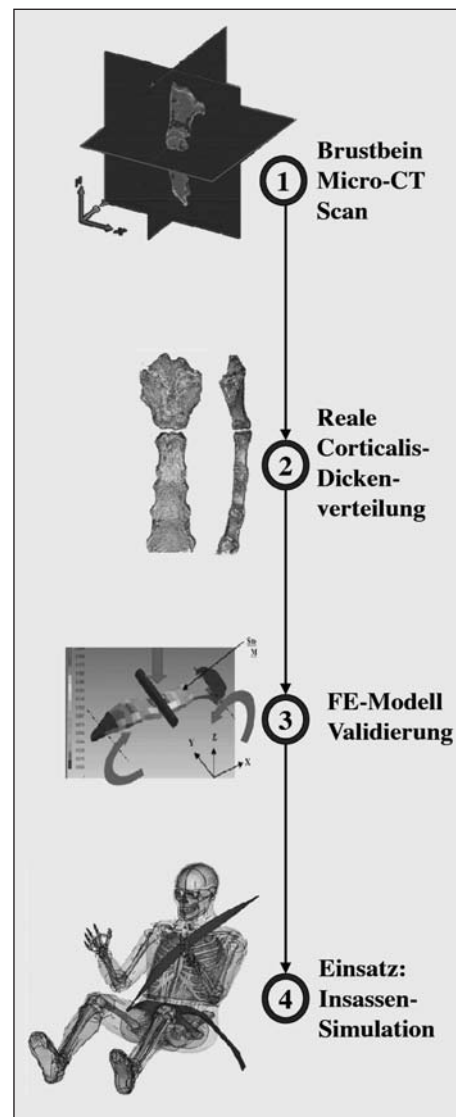 Brustbein
Micro-CT
Scan
1
Reale
Corticalis-
Dicken-
verteilung
2
FE-Modell
Validierung
3
Y
Z
X
Einsatz:
Insassen-
Simulation
4